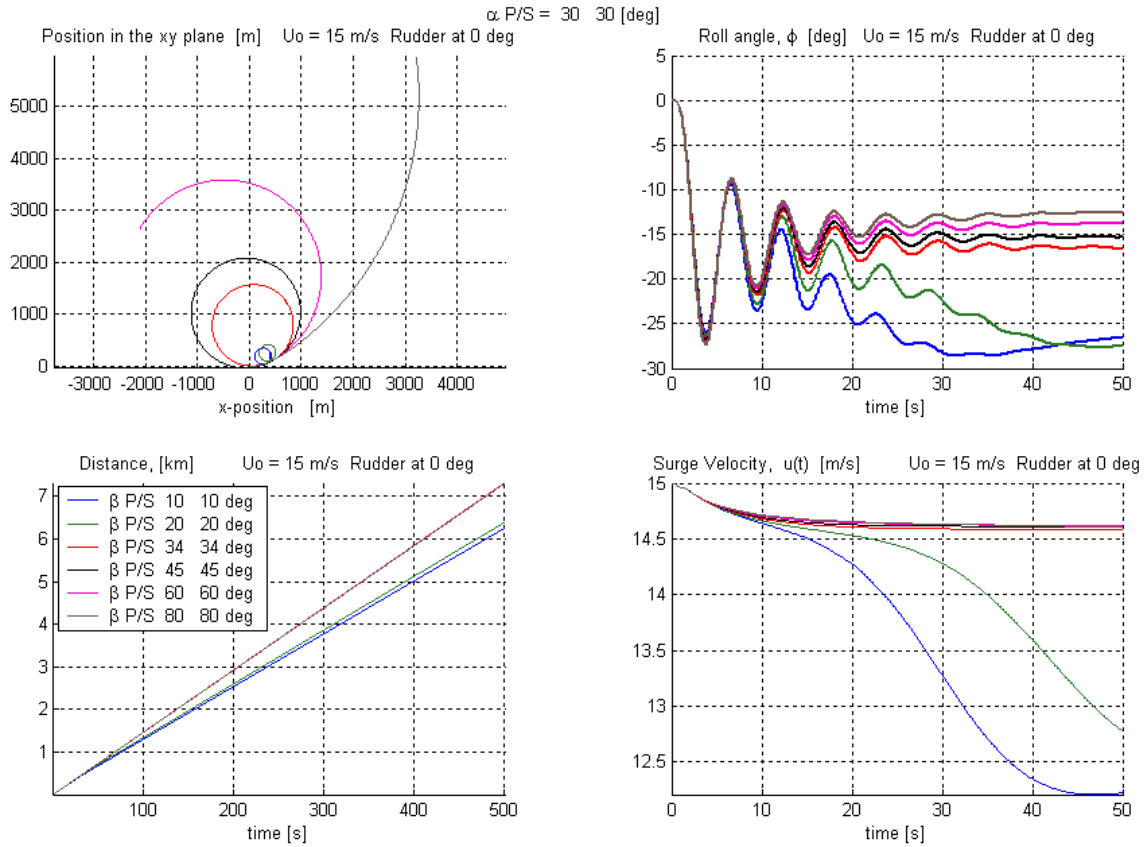 α P/S = 30 30 [deg]
Position in the xy plane [m] Uo = 15 m/s Rudder at 0 deg
5000
4000
3000
2000
1000
0
-3000 -2000 -1000 0 1000 2000 3000 4000
x-position [m]
Roll angle, ϕ [deg] Uo = 15 m/s Rudder at 0 deg
5
0
-5
-10
-15
-20
-25
-30
0 10 20 30 40 50
time [s]
Distance, [km] Uo = 15 m/s Rudder at 0 deg
7
6
5
4
3
2
1
β P/S 10 10 deg
β P/S 20 20 deg
β P/S 34 34 deg
β P/S 45 45 deg
β P/S 60 60 deg
β P/S 80 80 deg
100 200 300 400 500
time [s]
Surge Velocity, u(t) [m/s] Uo = 15 m/s Rudder at 0 deg
15
14.5
14
13.5
13
12.5
0 10 20 30 40 50
time [s]